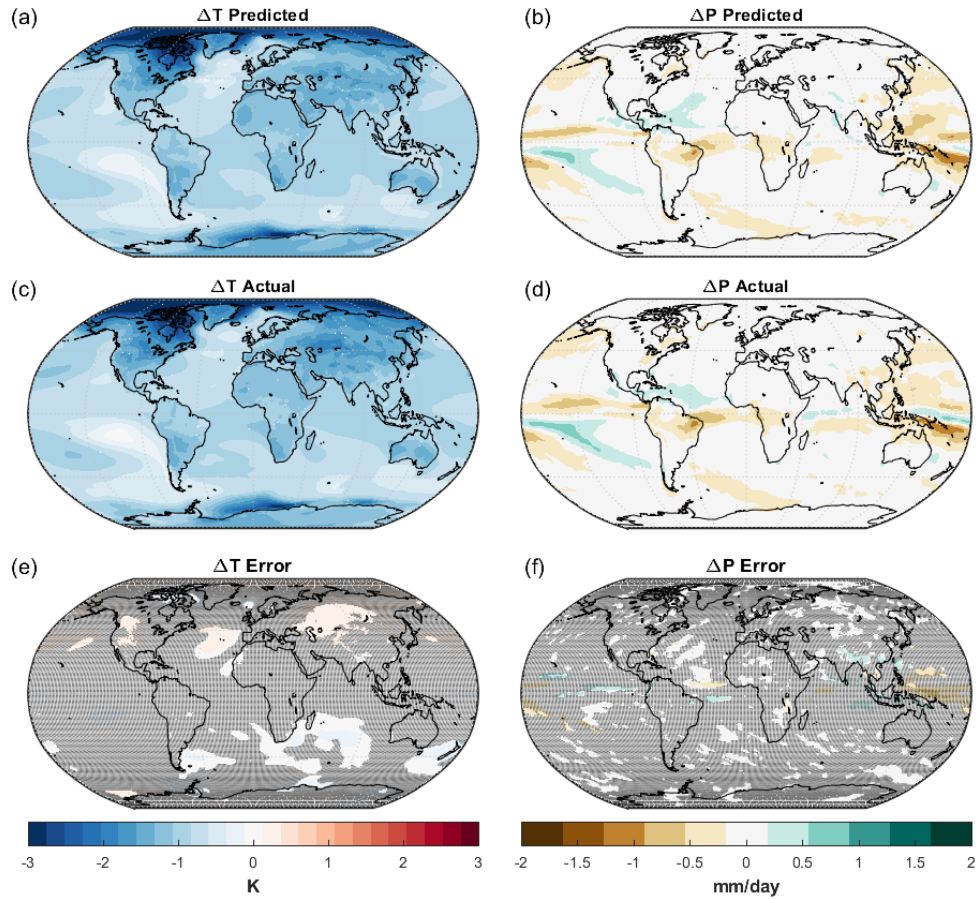 (a) ΔT Predicted
(b) ΔP Predicted
(c) ΔT Actual
(d) ΔP Actual
(e) ΔT Error
(f) ΔP Error
-3 -2 -1 0 1 2 3
K
-2 -1.5 -1 -0.5 0 0.5 1 1.5 2
mm/day